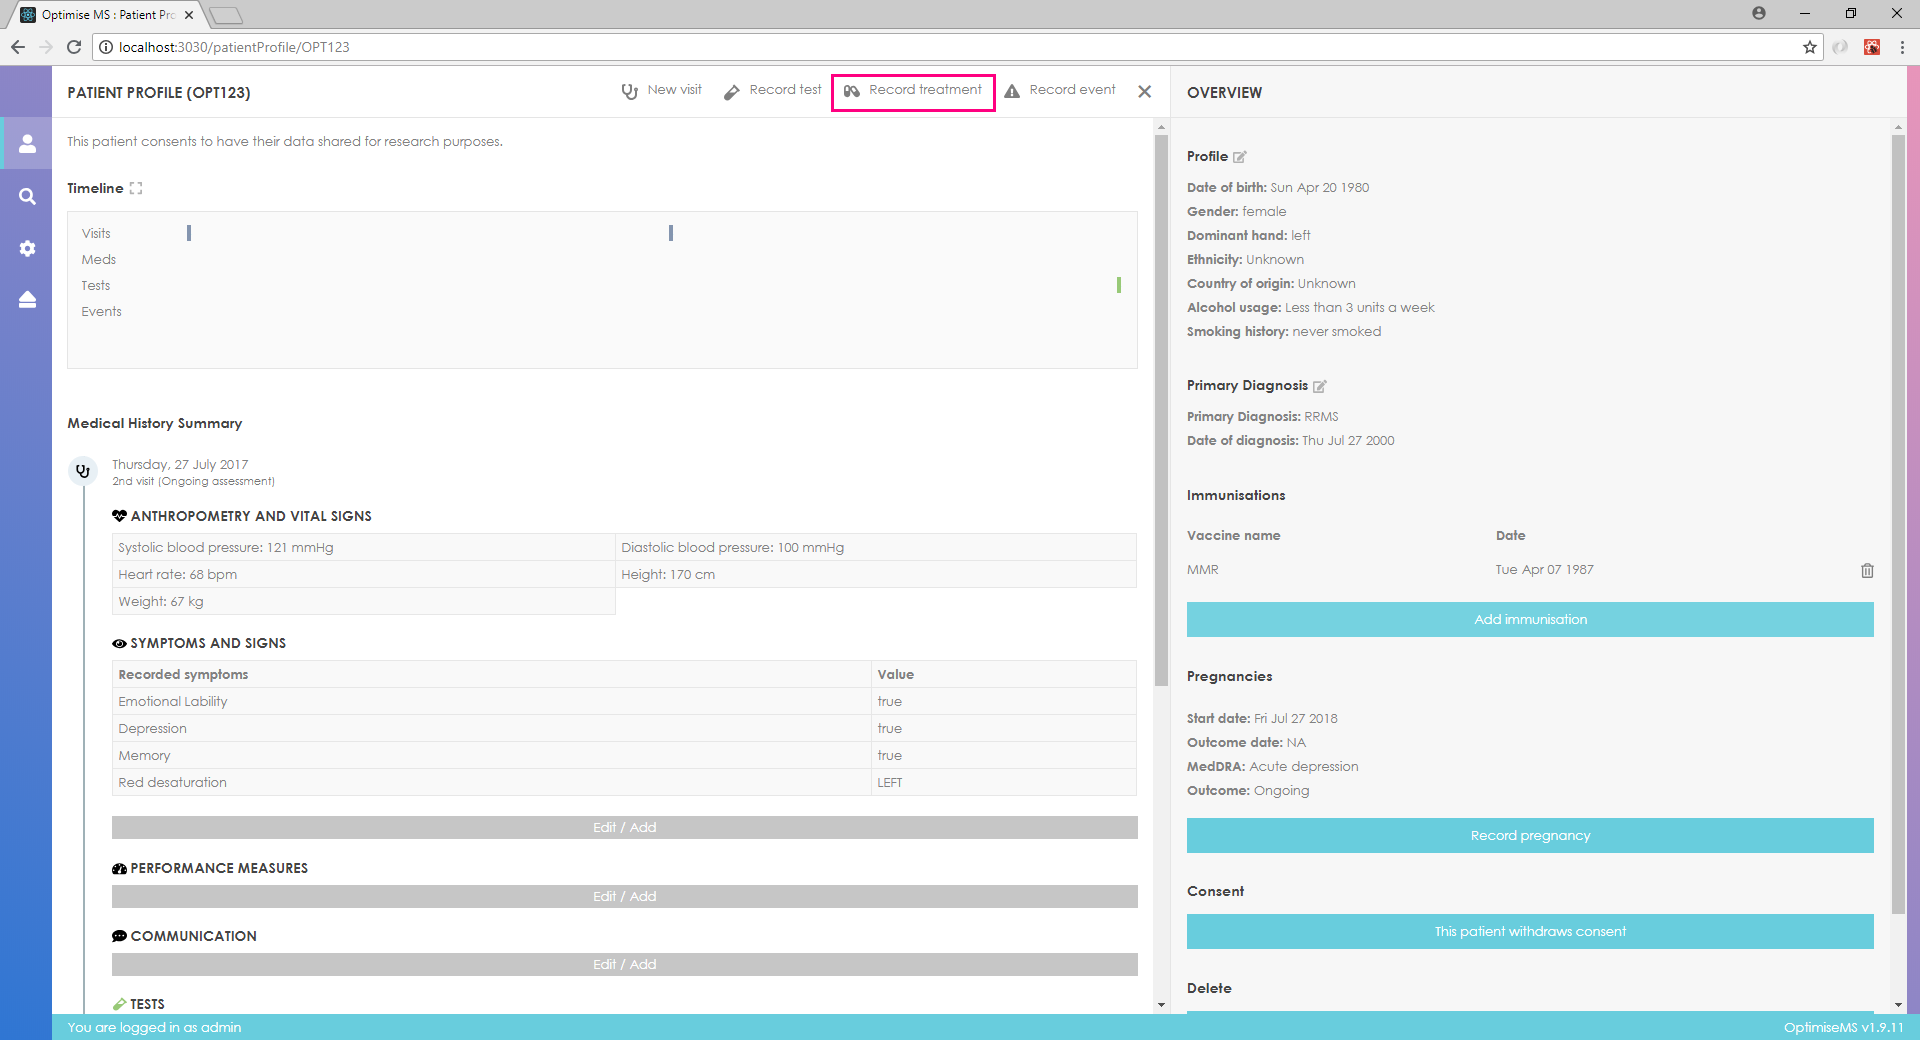 Optimise MS : Patient Pro
localhost:3030/patientProfile/OPT123
PATIENT PROFILE (OPT123)
New visit
Record test
Record treatment
Record event
OVERVIEW
This patient consents to have their data shared for research purposes.
Timeline
Visits
Meds
Tests
Events
Medical History Summary
Thursday, 27 July 2017
2nd visit (Ongoing assessment)
ANTHROPOMETRY AND VITAL SIGNS
Systolic blood pressure: 121 mmHg
Diastolic blood pressure: 100 mmHg
Heart rate: 68 bpm
Height: 170 cm
Weight: 67 kg
SYMPTOMS AND SIGNS
Recorded symptoms
Value
Emotional Lability
true
Depression
true
Memory
true
Red desaturation
LEFT
Edit / Add
PERFORMANCE MEASURES
Edit / Add
COMMUNICATION
Edit / Add
TESTS
Profile
Date of birth: Sun Apr 20 1980
Gender: female
Dominant hand: left
Ethnicity: Unknown
Country of origin: Unknown
Alcohol usage: Less than 3 units a week
Smoking history: never smoked
Primary Diagnosis
Primary Diagnosis: RRMS
Date of diagnosis: Thu Jul 27 2000
Immunisations
Vaccine name
Date
MMR
Tue Apr 07 1987
Add immunisation
Pregnancies
Start date: Fri Jul 27 2018
Outcome date: NA
MedDRA: Acute depression
Outcome: Ongoing
Record pregnancy
Consent
This patient withdraws consent
Delete
You are logged in as admin
OptimiseMS v1.9.11